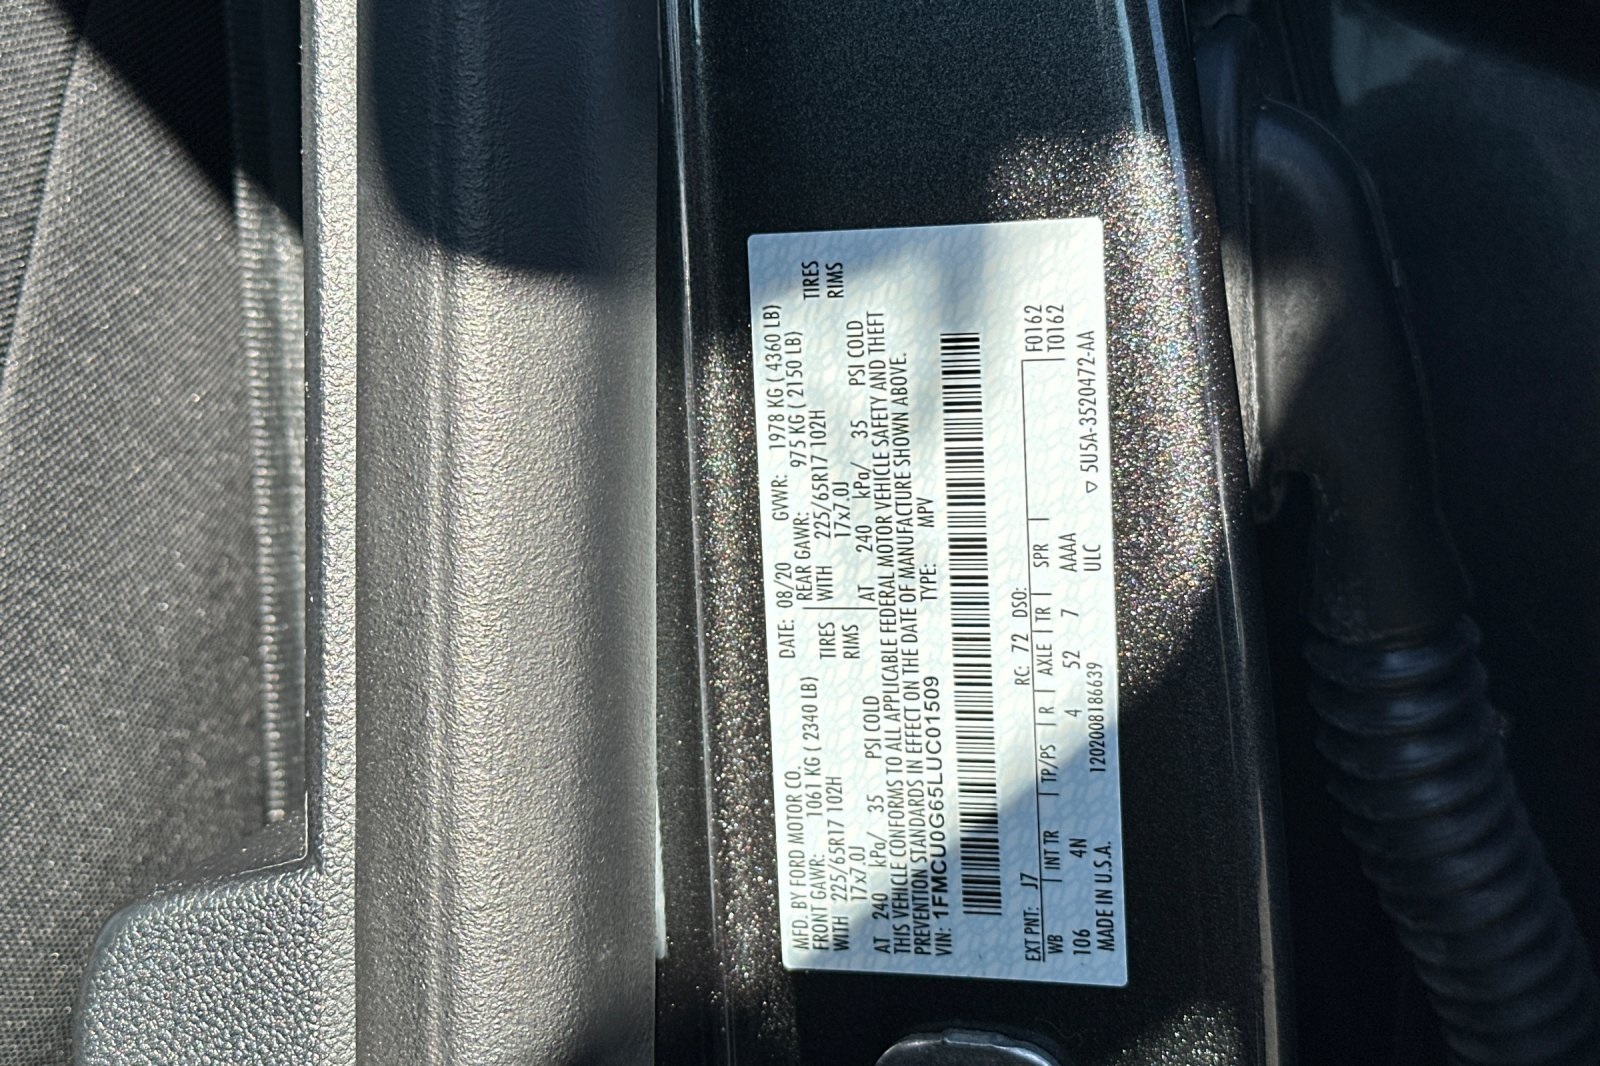 MFD. BY FORD MOTOR CO. DATE: 08/20 GVWR: 1978 KG ( 4360 LB)
FRONT GAWR: 1061 KG ( 2340 LB) REAR GAWR: 975 KG ( 2150 LB)
WITH 225/65R17 102H TIRES WITH 225/65R17 102H TIRES
17x7.0J RIMS 17x7.0J RIMS
AT 240 kPa/ 35 PSI COLD AT 240 kPa/ 35 PSI COLD
THIS VEHICLE CONFORMS TO ALL APPLICABLE FEDERAL MOTOR VEHICLE SAFETY AND THEFT
PREVENTION STANDARDS IN EFFECT ON THE DATE OF MANUFACTURE SHOWN ABOVE.
VIN: 1FMCU0G65LUC01509 TYPE: MPV
EXT PNT: J7 RC: 72 DSO: F0162
WB INT TR TP/PS R AXLE TR SPR T0162
106 4N 4 52 7 AAAA
MADE IN U.S.A. 1202008186639 ULC ▽ 5U5A-3520472-AA